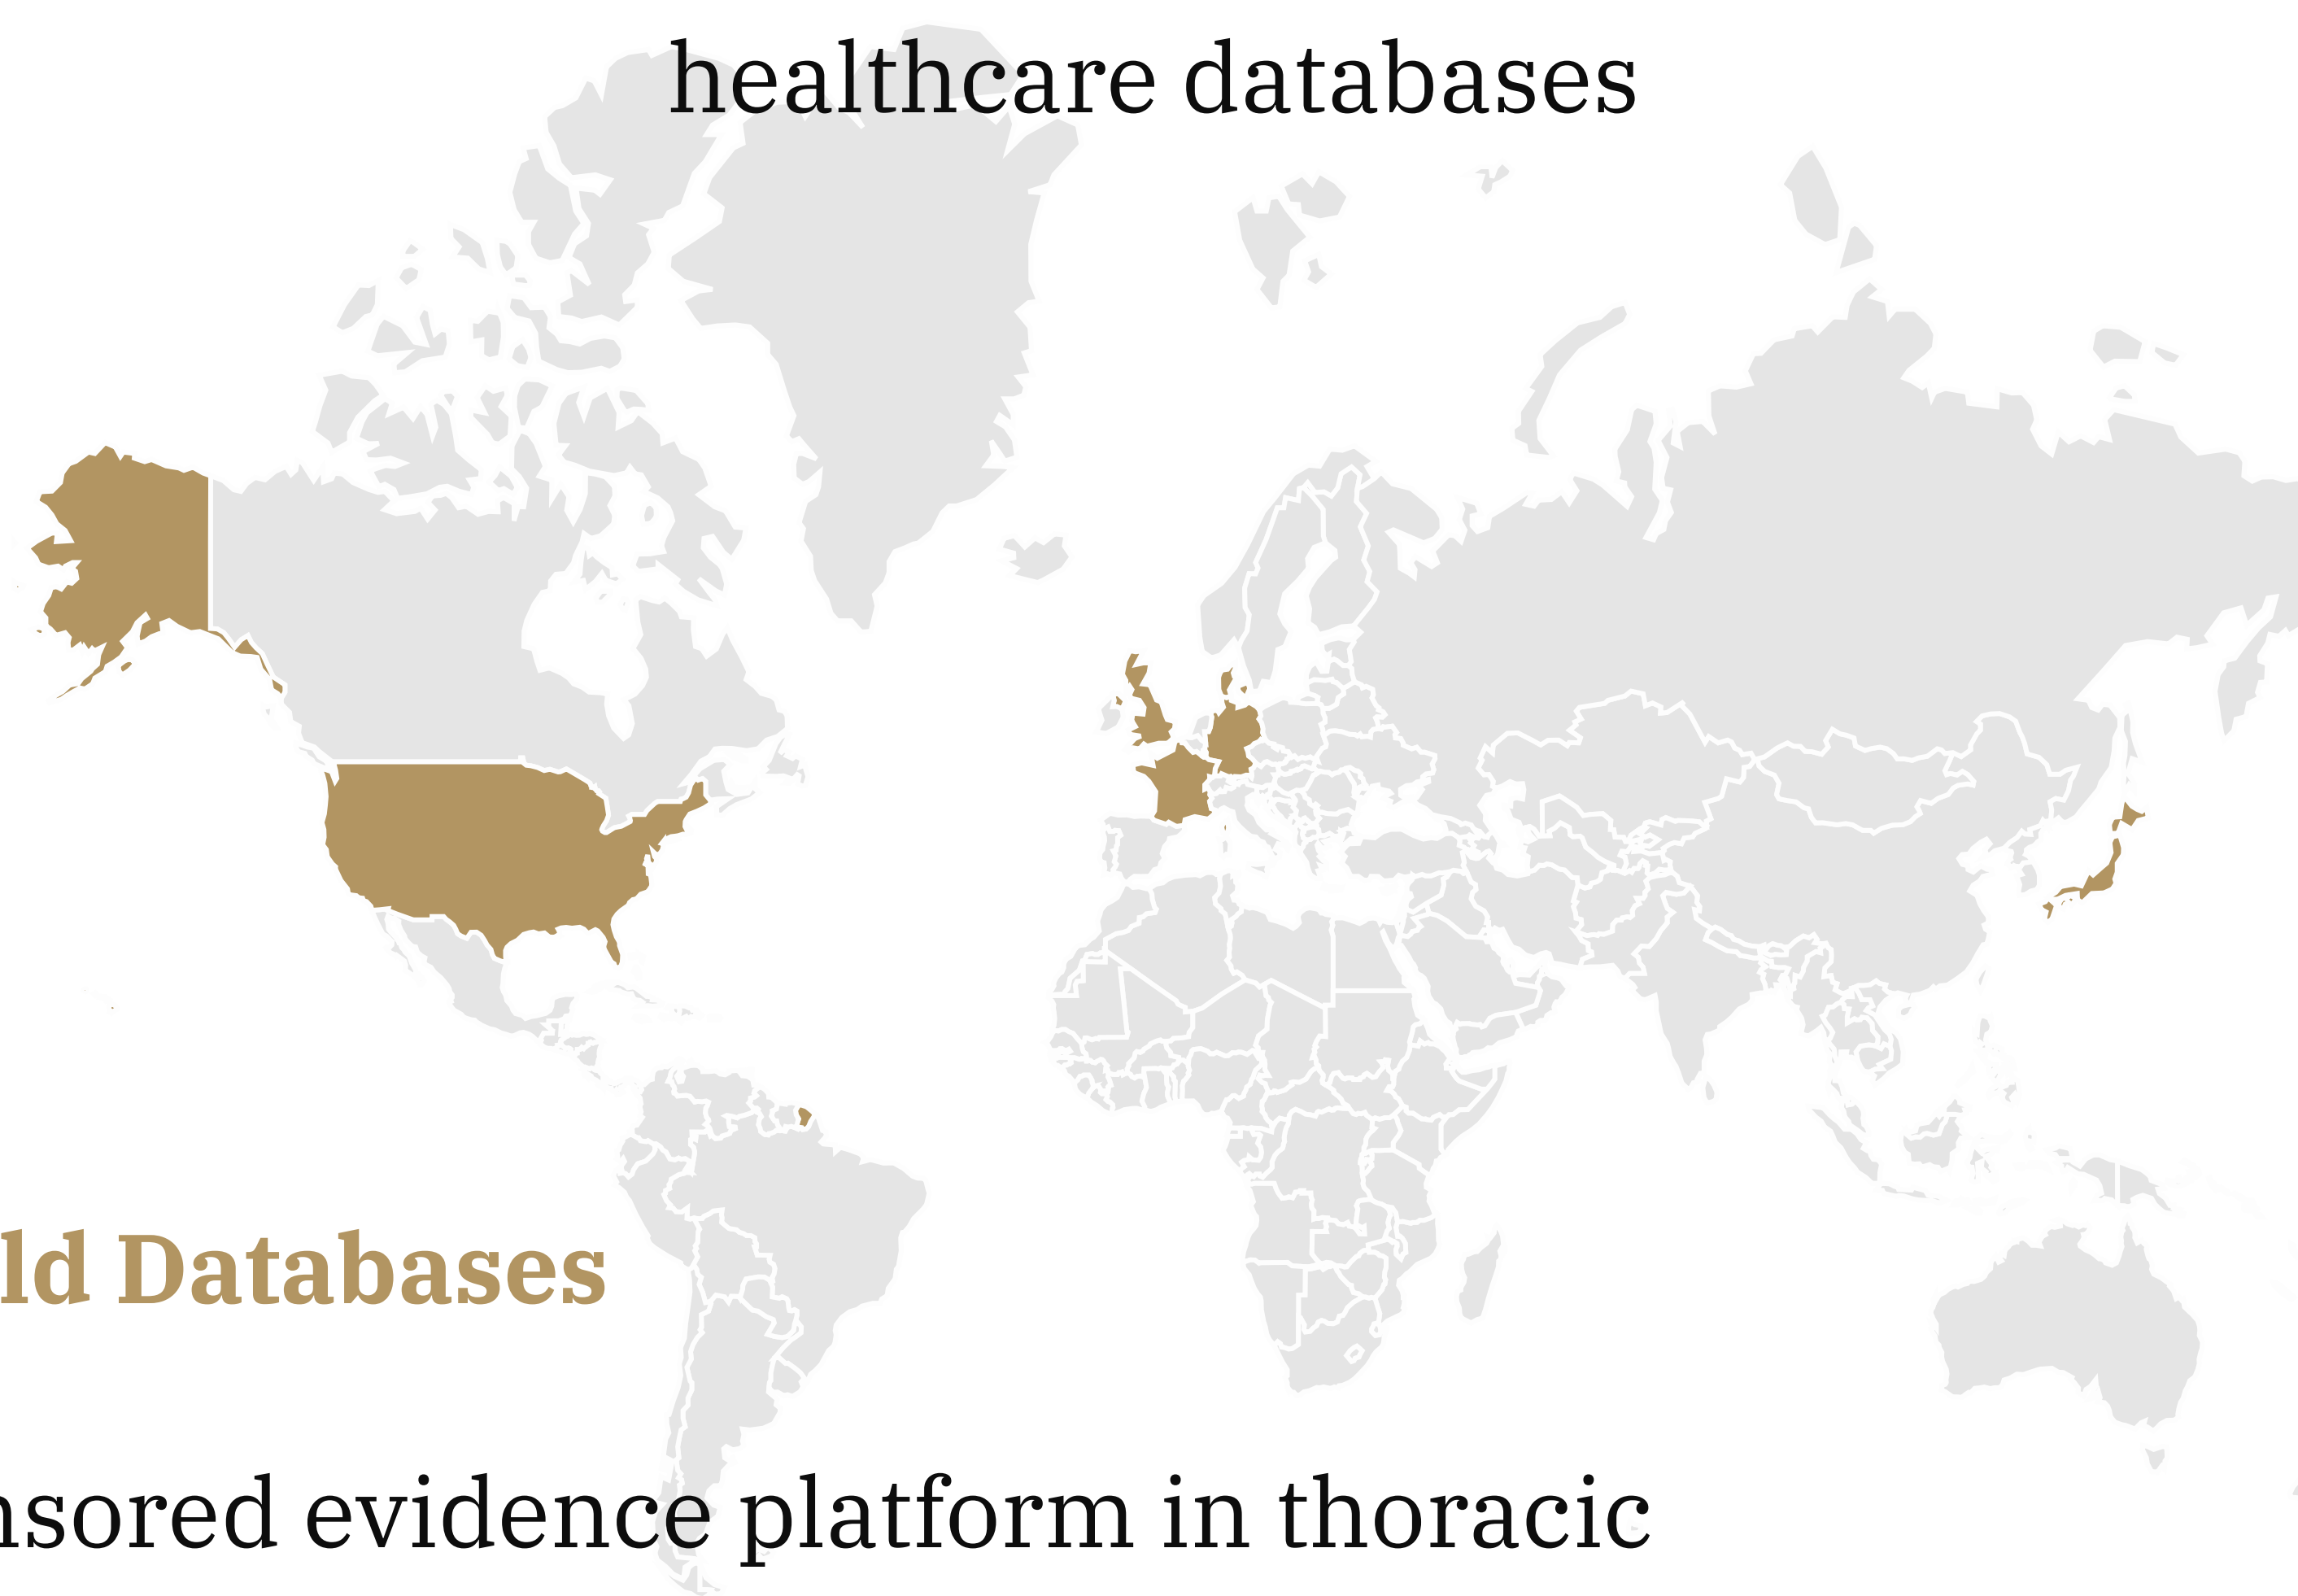 healthcare databases
ld Databases
nsored evidence platform in thoracic